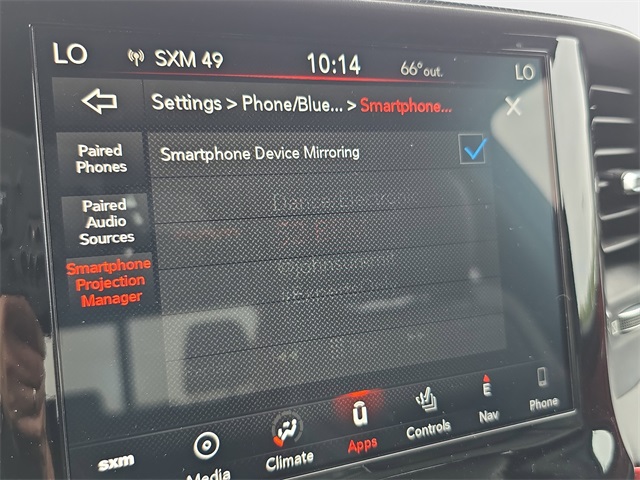 LO SXM 49 10:14 66° out. LO
Settings > Phone/Blue... > Smartphone... X
Paired
Phones
Smartphone Device Mirroring
Paired
Audio
Sources
Smartphone
Projection
Manager
sxm Media Climate Apps Controls E Nav Phone